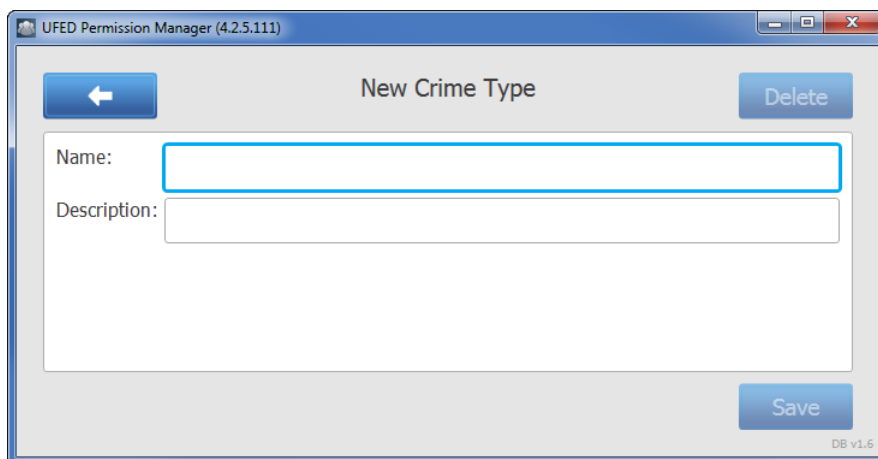 UFED Permission Manager (4.2.5.111)
New Crime Type
Delete
Name:
Description:
Save
DB v1.6